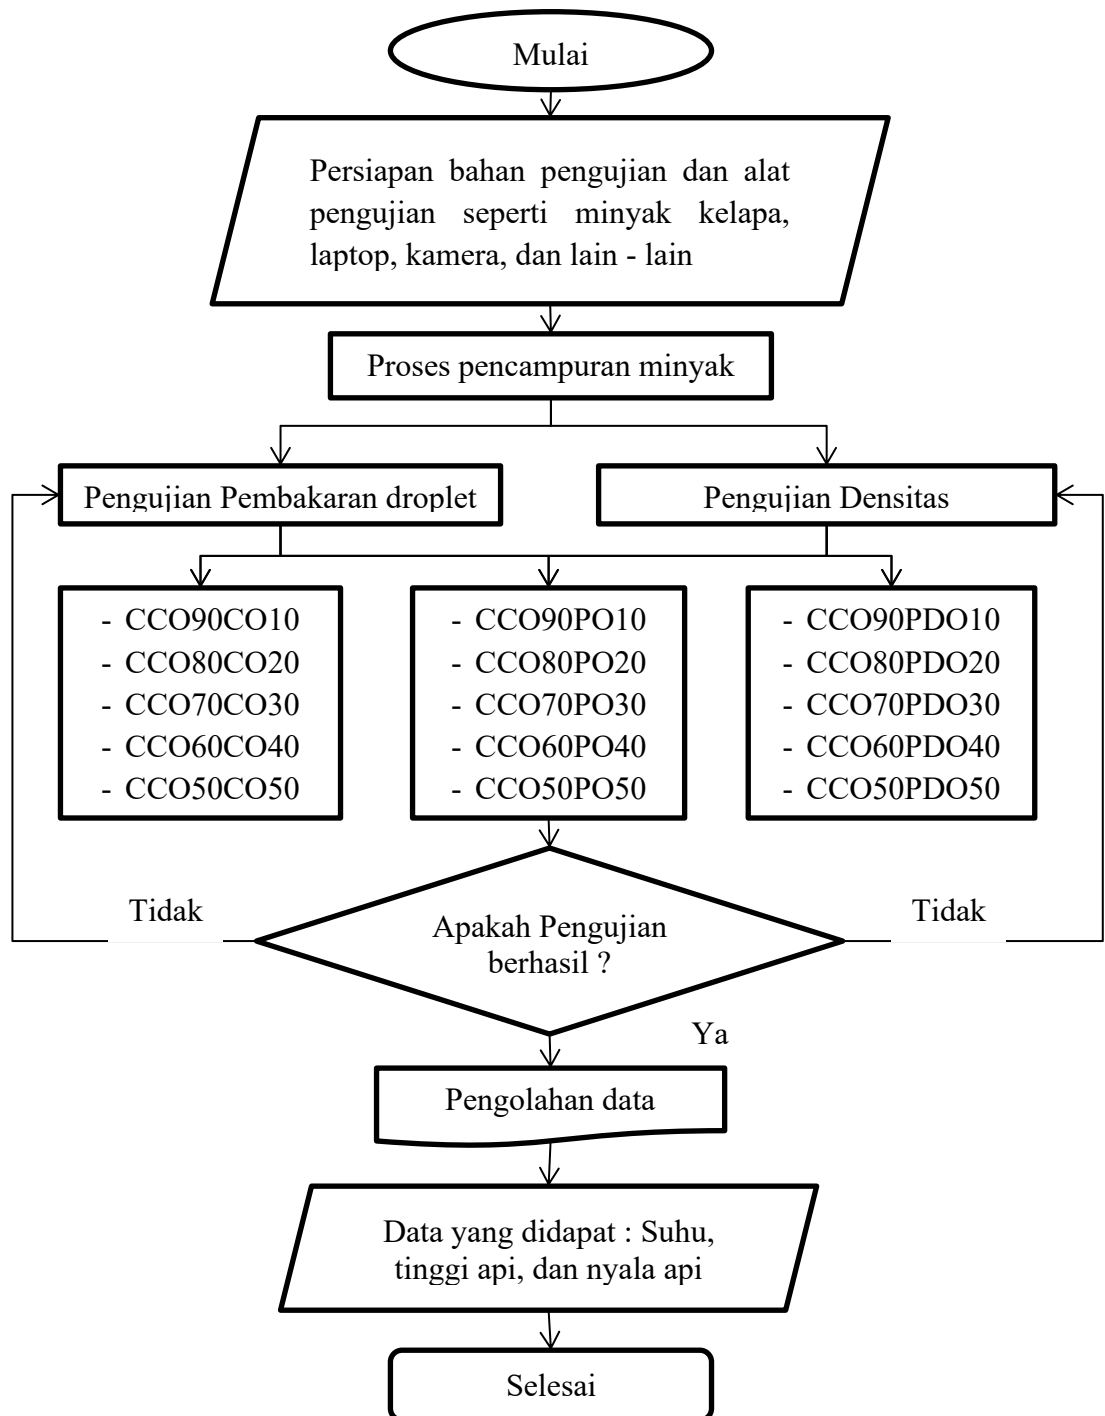 Mulai
Persiapan bahan pengujian dan alat
pengujian seperti minyak kelapa,
laptop, kamera, dan lain - lain
Proses pencampuran minyak
Pengujian Pembakaran droplet
Pengujian Densitas
- CCO90CO10
- CCO80CO20
- CCO70CO30
- CCO60CO40
- CCO50CO50
- CCO90PO10
- CCO80PO20
- CCO70PO30
- CCO60PO40
- CCO50PO50
- CCO90PDO10
- CCO80PDO20
- CCO70PDO30
- CCO60PDO40
- CCO50PDO50
Tidak
Apakah Pengujian
berhasil ?
Tidak
Ya
Pengolahan data
Data yang didapat : Suhu,
tinggi api, dan nyala api
Selesai